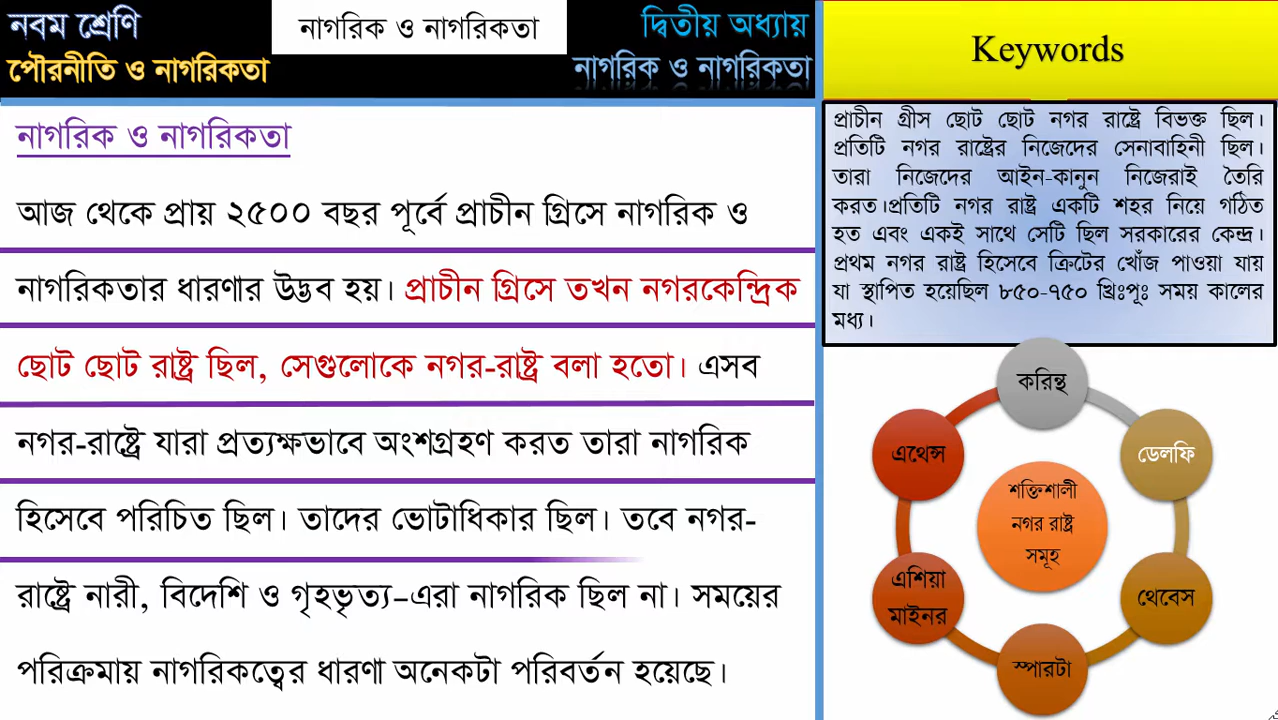 নবম শ্রেণি
পৌরনীতি ও নাগরিকতা
নাগরিক ও নাগরিকতা
দ্বিতীয় অধ্যায়
নাগরিক ও নাগরিকতা
Keywords
নাগরিক ও নাগরিকতা
আজ থেকে প্রায় ২৫০০ বছর পূর্বে প্রাচীন গ্রিসে নাগরিক ও
নাগরিকতার ধারণার উদ্ভব হয়। প্রাচীন গ্রিসে তখন নগরকেন্দ্রিক
ছোট ছোট রাষ্ট্র ছিল, সেগুলোকে নগর-রাষ্ট্র বলা হতো। এসব
নগর-রাষ্ট্রে যারা প্রত্যক্ষভাবে অংশগ্রহণ করত তারা নাগরিক
হিসেবে পরিচিত ছিল। তাদের ভোটাধিকার ছিল। তবে নগর-
রাষ্ট্রে নারী, বিদেশি ও গৃহভৃত্য–এরা নাগরিক ছিল না। সময়ের
পরিক্রমায় নাগরিকত্বের ধারণা অনেকটা পরিবর্তন হয়েছে।
প্রাচীন গ্রীস ছোট ছোট নগর রাষ্ট্রে বিভক্ত ছিল।
প্রতিটি নগর রাষ্ট্রের নিজেদের সেনাবাহিনী ছিল।
তারা নিজেদের আইন-কানুন নিজেরাই তৈরি
করত।প্রতিটি নগর রাষ্ট্র একটি শহর নিয়ে গঠিত
হত এবং একই সাথে সেটি ছিল সরকারের কেন্দ্র।
প্রথম নগর রাষ্ট্র হিসেবে ক্রিটের খোঁজ পাওয়া যায়
যা স্থাপিত হয়েছিল ৮৫০-৭৫০ খ্রিঃপূঃ সময় কালের
মধ্য।
করিন্থ
এথেন্স
ডেলফি
শক্তিশালী
নগর রাষ্ট্র
সমূহ
এশিয়া
মাইনর
থেবেস
স্পারটা